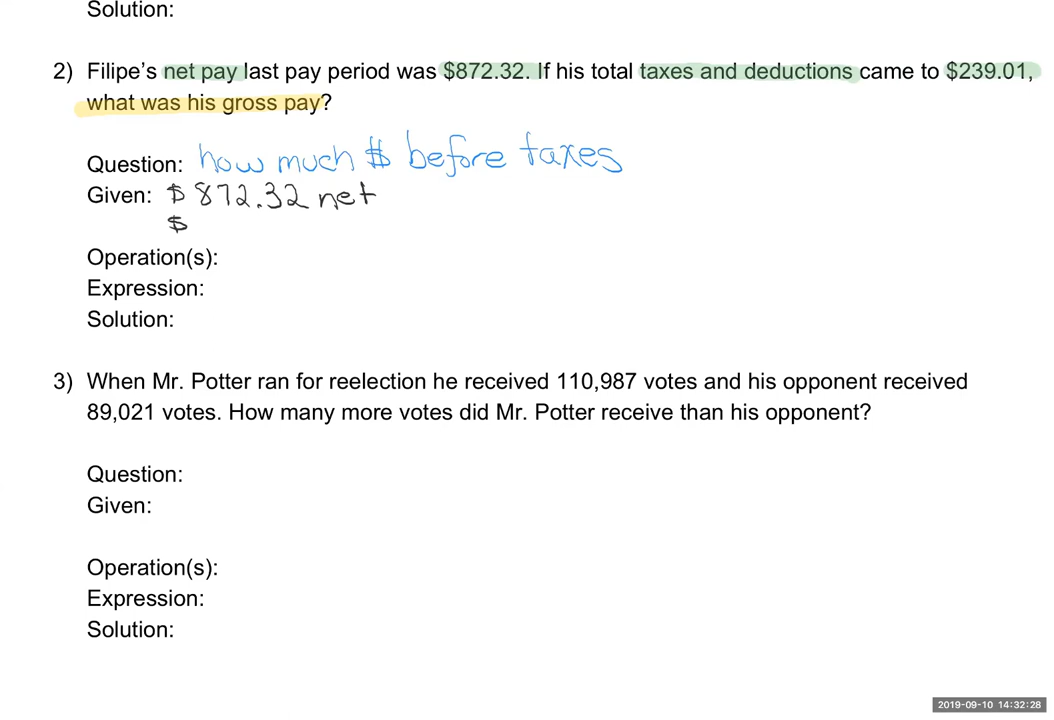 Solution:
2) Filipe’s net pay last pay period was $872.32. If his total taxes and deductions came to $239.01,
what was his gross pay?
Question: how much $ before taxes
Given: $872.32 net
$
Operation(s):
Expression:
Solution:
3) When Mr. Potter ran for reelection he received 110,987 votes and his opponent received
89,021 votes. How many more votes did Mr. Potter receive than his opponent?
Question:
Given:
Operation(s):
Expression:
Solution:
2019-09-10 14:32:28